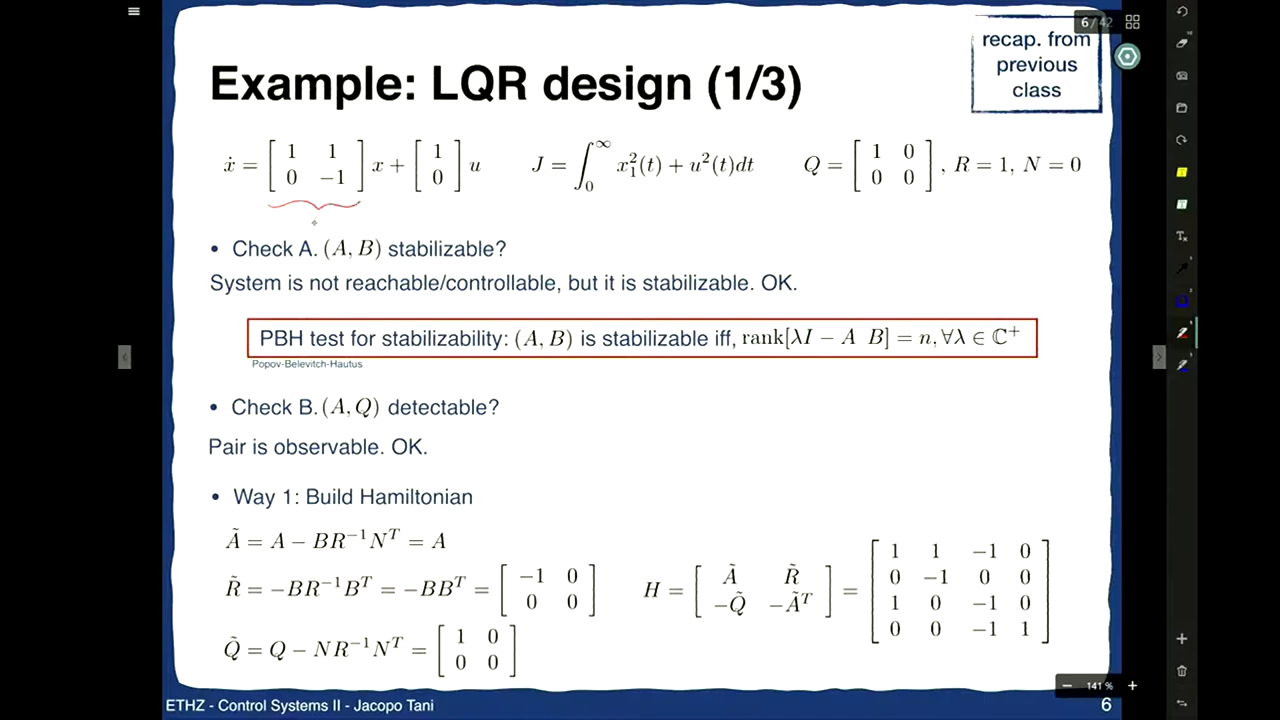 6 / 42
recap. from
previous
class
Example: LQR design (1/3)
ẋ = [ 1 1 ; 0 −1 ] x + [ 1 ; 0 ] u    J = ∫₀^∞ x₁²(t) + u²(t)dt    Q = [ 1 0 ; 0 0 ] , R = 1, N = 0
• Check A. (A, B) stabilizable?
System is not reachable/controllable, but it is stabilizable. OK.
PBH test for stabilizability: (A, B) is stabilizable iff, rank[λI − A B] = n, ∀λ ∈ ℂ⁺
Popov-Belevitch-Hautus
• Check B. (A, Q) detectable?
Pair is observable. OK.
• Way 1: Build Hamiltonian
Ã = A − BR⁻¹Nᵀ = A
R̃ = −BR⁻¹Bᵀ = −BBᵀ = [ −1 0 ; 0 0 ]
H = [ Ã R̃ ; −Q̃ −Ãᵀ ] = [ 1 1 −1 0 ; 0 −1 0 0 ; 1 0 −1 0 ; 0 0 −1 1 ]
Q̃ = Q − NR⁻¹Nᵀ = [ 1 0 ; 0 0 ]
141 %
ETHZ - Control Systems II - Jacopo Tani
6